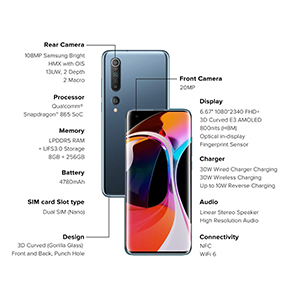 Rear Camera
108MP Samsung Bright
HMX with OIS
13UW, 2 Depth
2 Macro
Processor
Qualcomm®
Snapdragon™ 865 SoC
Memory
LPDDR5 RAM
+ UFS3.0 Storage
8GB + 256GB
Battery
4780mAh
SIM card Slot type
Dual SIM (Nano)
Design
3D Curved (Gorilla Glass)
Front and Back, Punch Hole
Front Camera
20MP
Display
6.67" 1080*2340 FHD+
3D Curved E3 AMOLED
800nits (HBM)
Optical in-display
Fingerprint Sensor
Charger
30W Wired Charger Charging
30W Wireless Charging
Up to 10W Reverse Charging
Audio
Linear Stereo Speaker
High Resolution Audio
Connectivity
NFC
WiFi 6